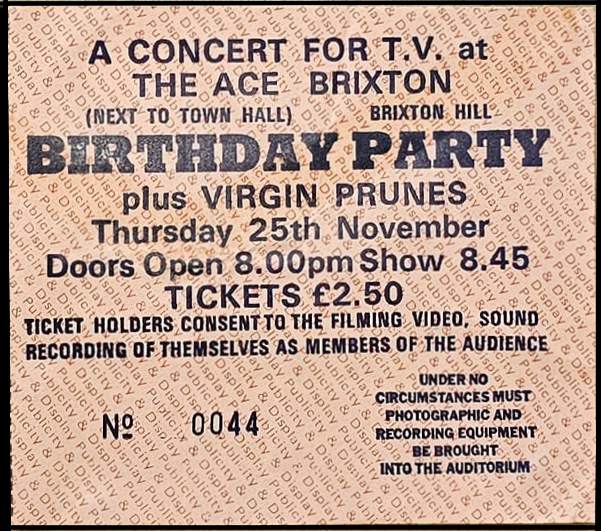 A CONCERT FOR T.V. at
THE ACE BRIXTON
(NEXT TO TOWN HALL) BRIXTON HILL
BIRTHDAY PARTY
plus VIRGIN PRUNES
Thursday 25th November
Doors Open 8.00pm Show 8.45
TICKETS £2.50
TICKET HOLDERS CONSENT TO THE FILMING VIDEO, SOUND
RECORDING OF THEMSELVES AS MEMBERS OF THE AUDIENCE
Nº 0044
UNDER NO
CIRCUMSTANCES MUST
PHOTOGRAPHIC AND
RECORDING EQUIPMENT
BE BROUGHT
INTO THE AUDITORIUM